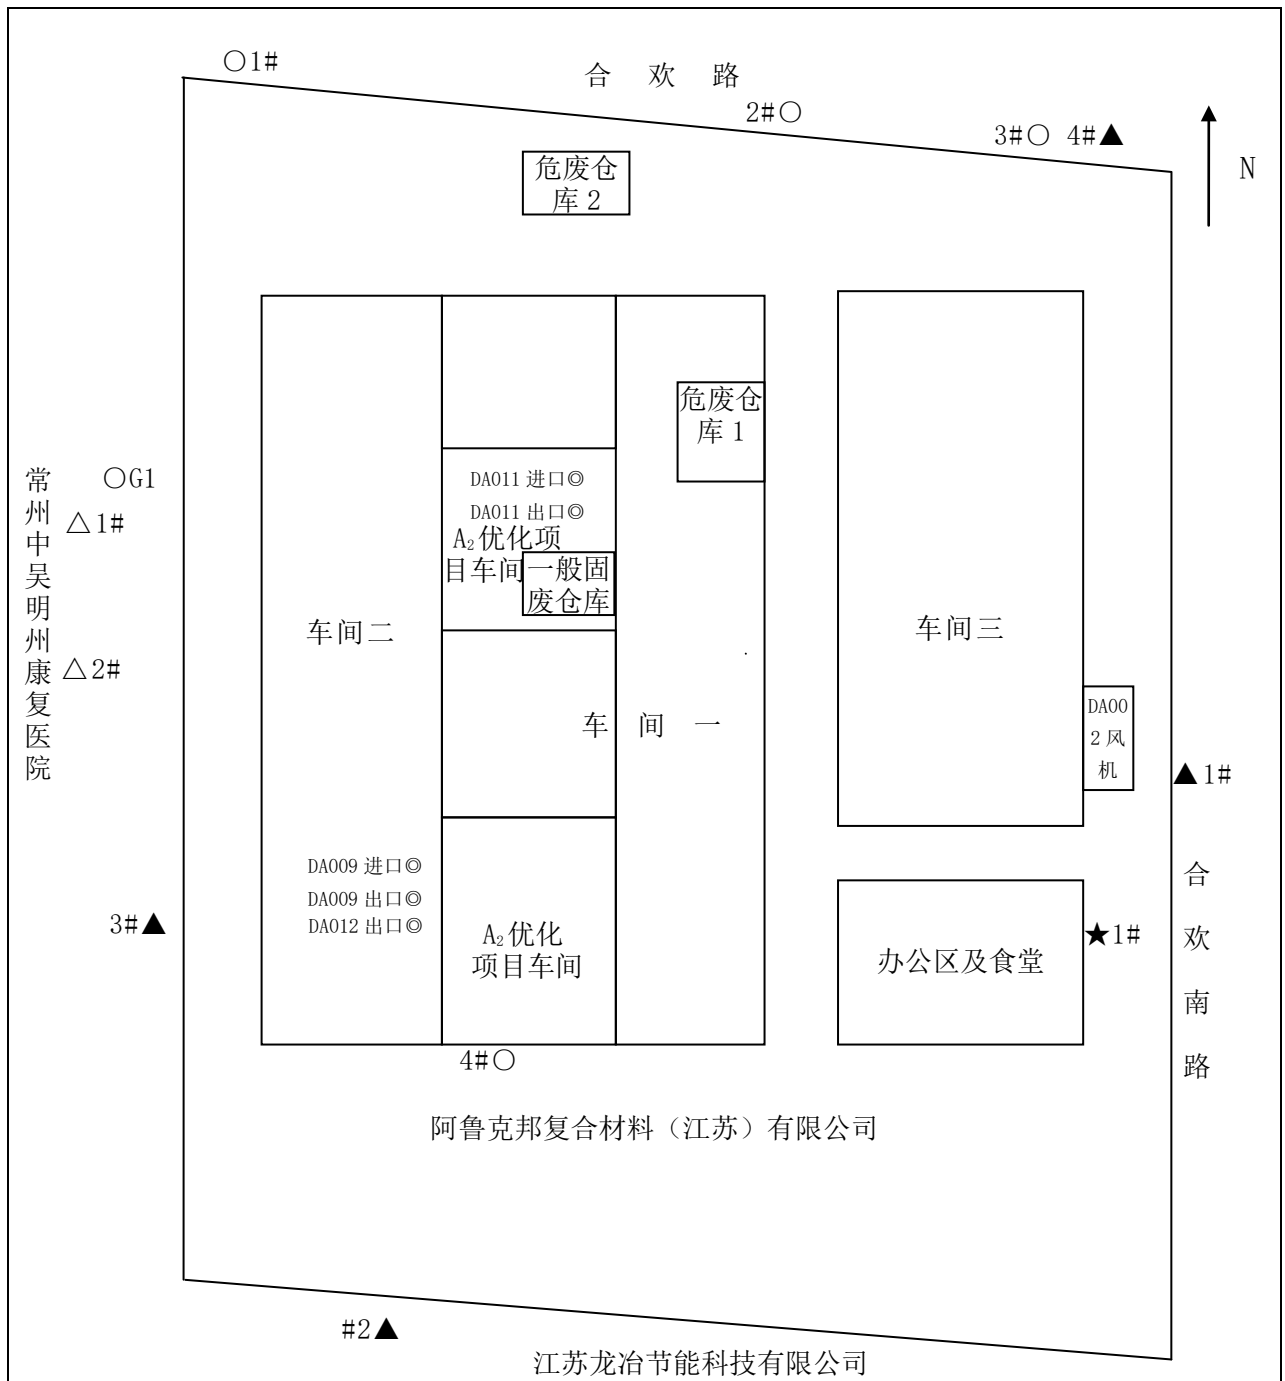 ○1#
合 欢 路
2#○
3#○ 4#▲
N
危废仓
库 2
危废仓
库 1
常州中吴明州康复医院
○G1
△1#
△2#
DA011 进口◎
DA011 出口◎
A₂优化项
目车间
一般固
废仓库
车间二
车间三
车 间 一
DA00
2 风
机
▲1#
DA009 进口◎
DA009 出口◎
DA012 出口◎
3#▲
A₂优化
项目车间
办公区及食堂
★1#
合欢南路
4#○
阿鲁克邦复合材料（江苏）有限公司
#2▲
江苏龙冶节能科技有限公司